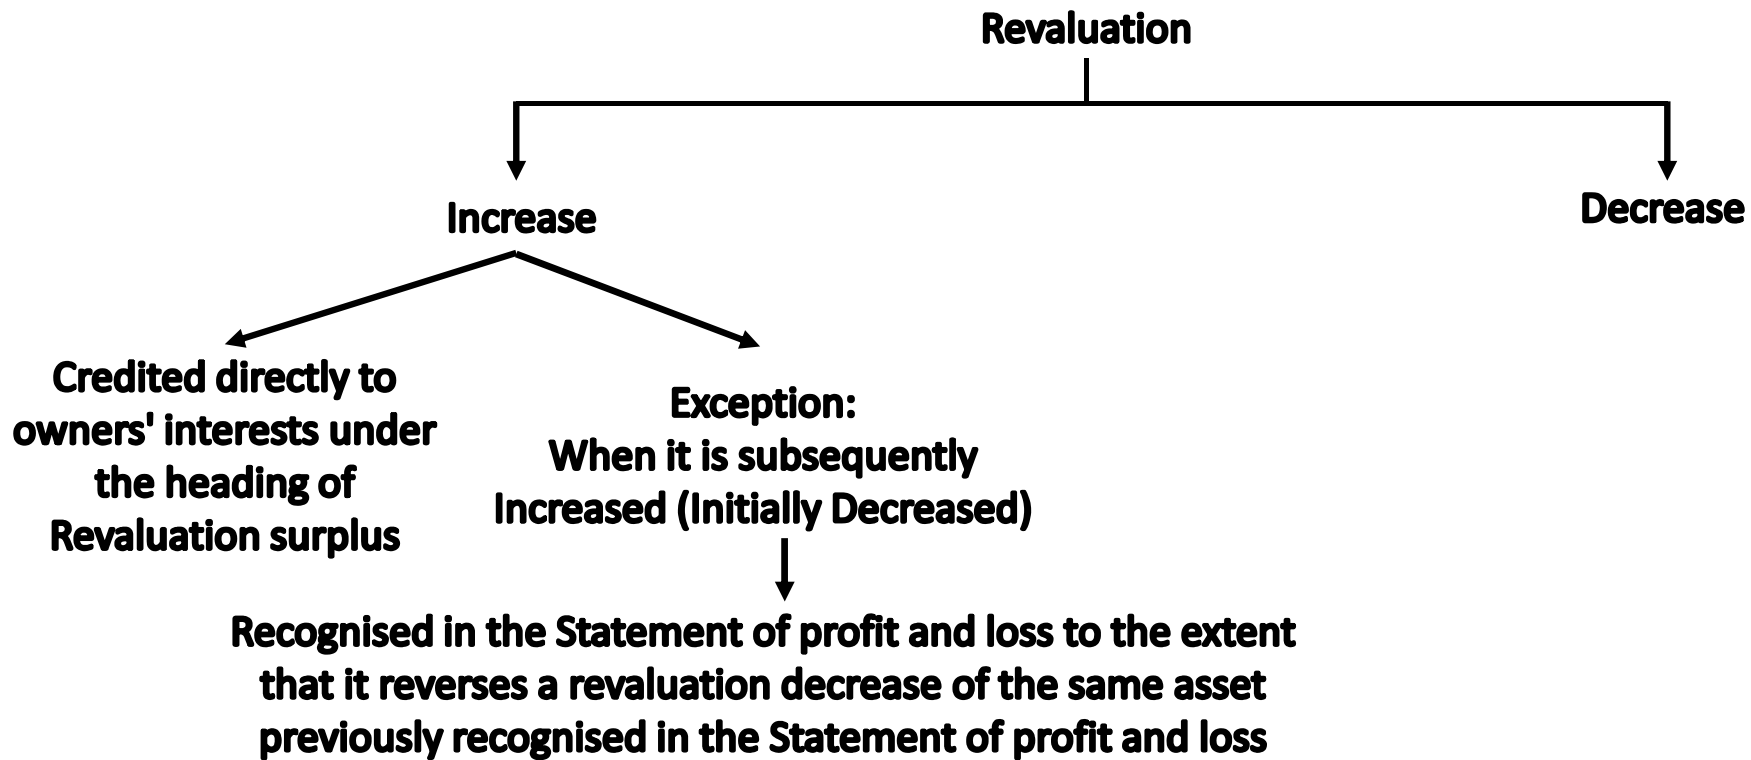 Revaluation
Increase
Decrease
Credited directly to
owners' interests under
the heading of
Revaluation surplus
Exception:
When it is subsequently
Increased (Initially Decreased)
Recognised in the Statement of profit and loss to the extent
that it reverses a revaluation decrease of the same asset
previously recognised in the Statement of profit and loss